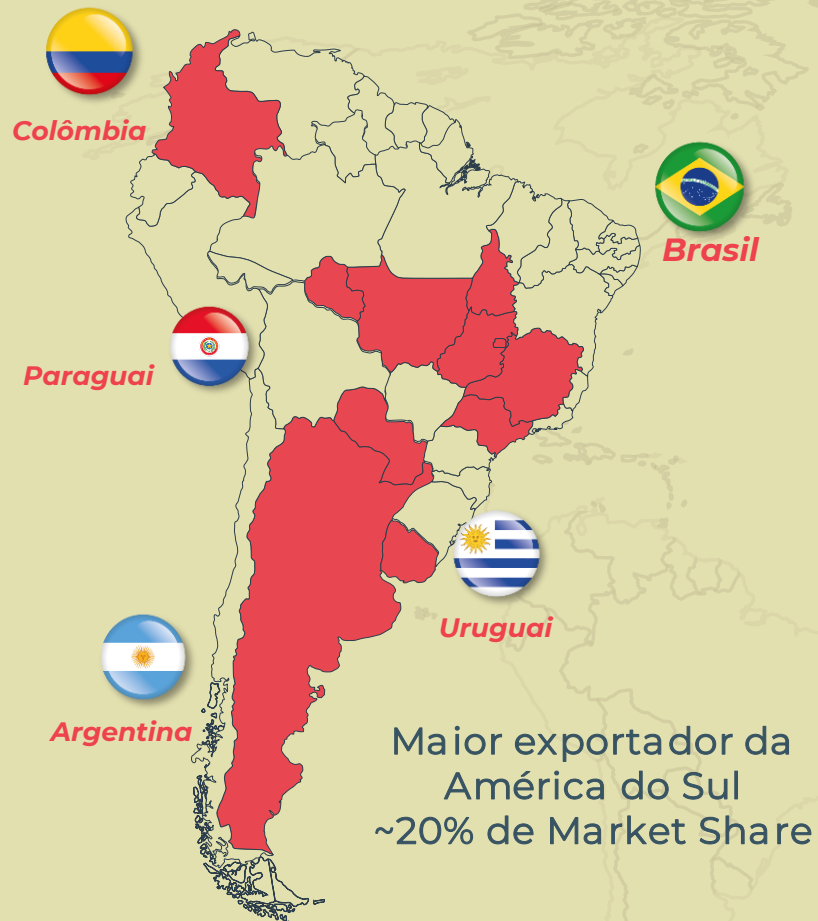 Colômbia
Brasil
Paraguai
Uruguai
Argentina
Maior exportador da
América do Sul
~20% de Market Share